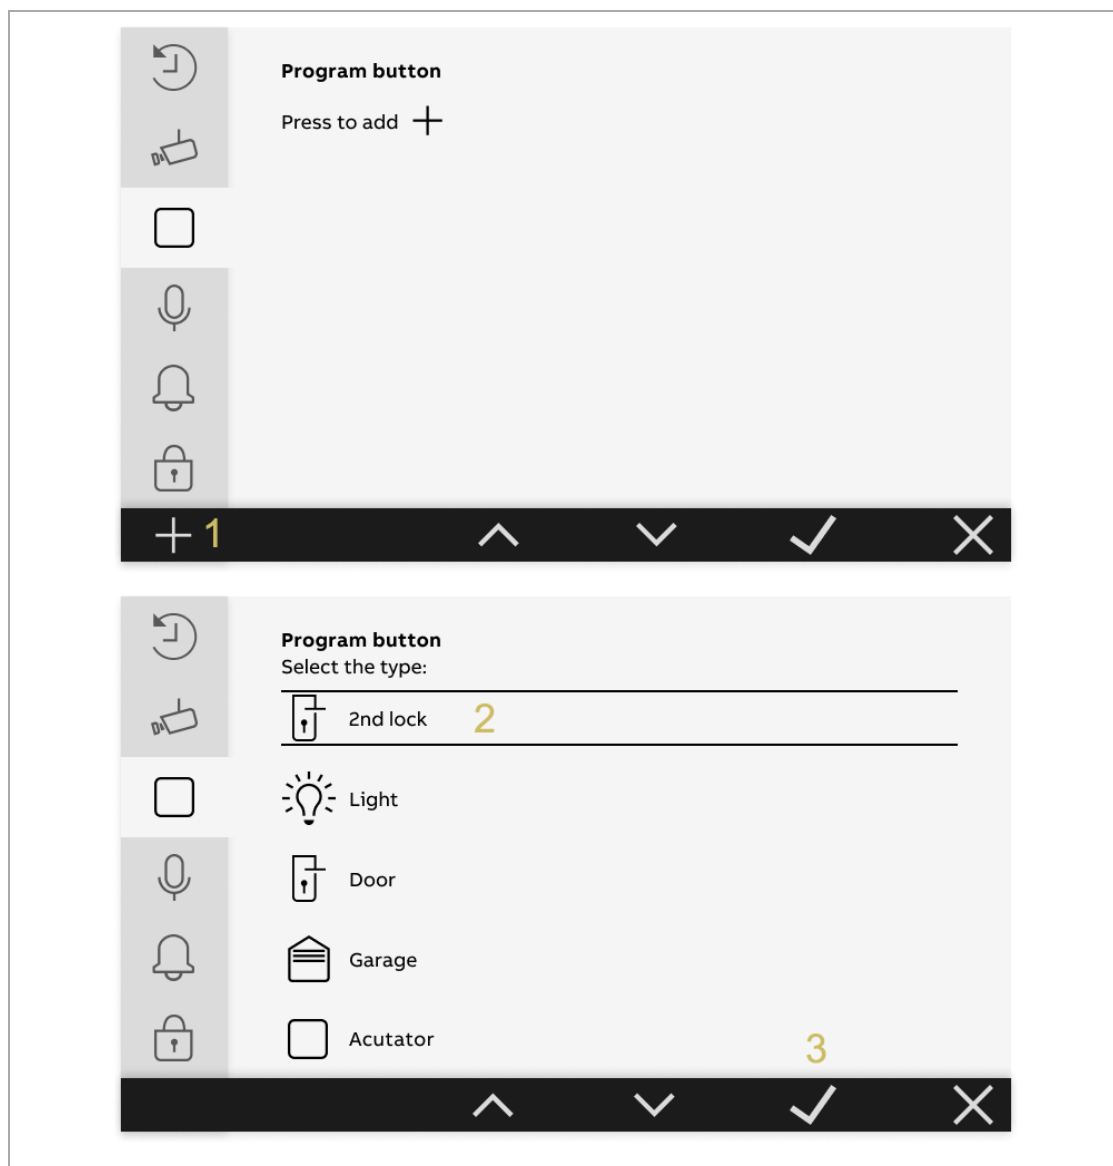 Program button
Press to add
1
Program button
Select the type:
2nd lock 2
Light
Door
Garage
Acutator
3